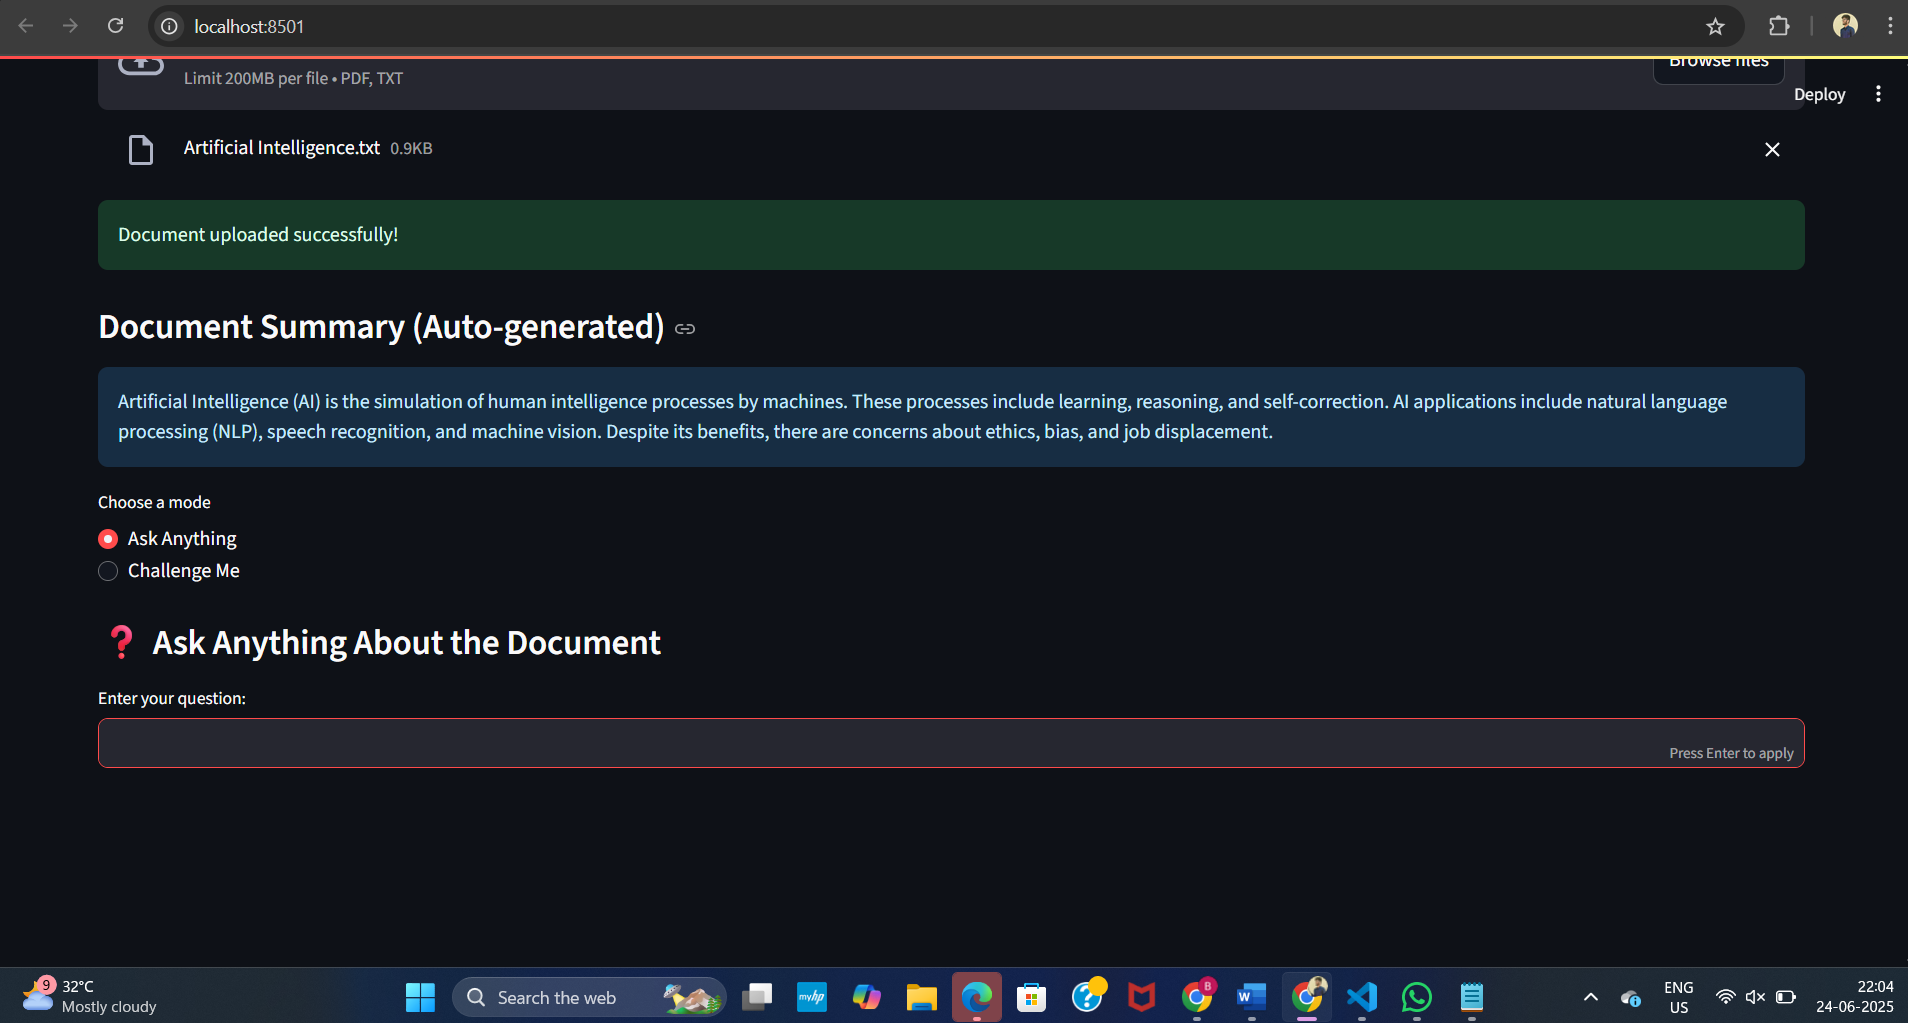 localhost:8501
Limit 200MB per file • PDF, TXT
Browse files
Deploy
Artificial Intelligence.txt 0.9KB
Document uploaded successfully!
Document Summary (Auto-generated)
Artificial Intelligence (AI) is the simulation of human intelligence processes by machines. These processes include learning, reasoning, and self-correction. AI applications include natural language
processing (NLP), speech recognition, and machine vision. Despite its benefits, there are concerns about ethics, bias, and job displacement.
Choose a mode
Ask Anything
Challenge Me
❓ Ask Anything About the Document
Enter your question:
Press Enter to apply
9
32°C
Mostly cloudy
Search the web
myhp
B
W
ENG
US
22:04
24-06-2025